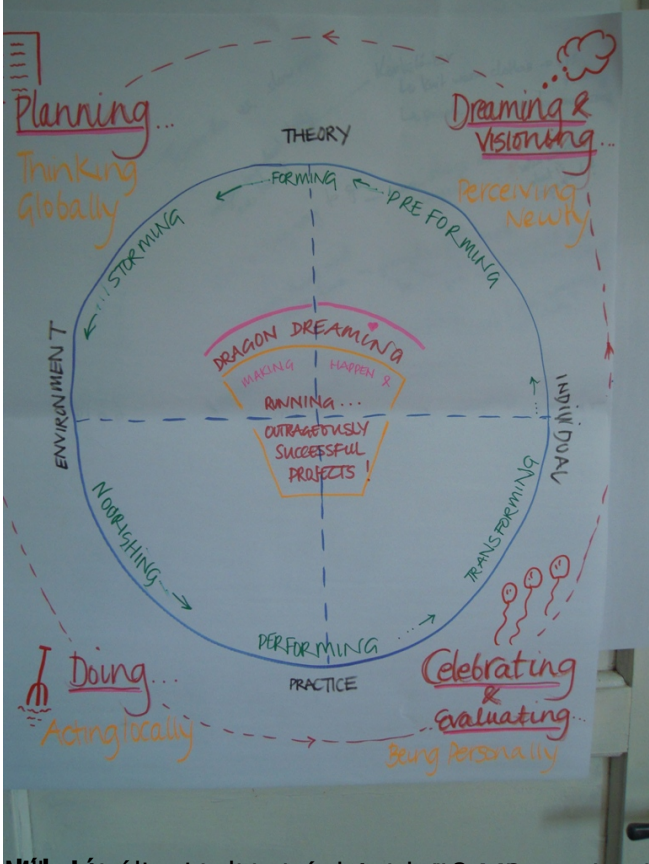 Planning...
Thinking
Globally
Dreaming &
Visioning...
Perceiving
Newly
THEORY
FORMING
PREFORMING
STORMING
ENVIRONMENT
INDIVIDUAL
DRAGON DREAMING
MAKING HAPPEN &
RUNNING...
OUTRAGEOUSLY
SUCCESSFUL
PROJECTS!
NOURISHING
TRANSFORMING
PERFORMING
PRACTICE
Doing...
Acting locally
Celebrating
&
Evaluating...
Being Personally